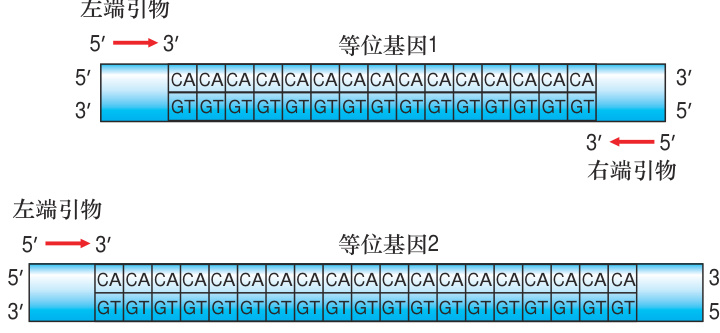 左端引物
5′ 3′
等位基因1
5′ CA CA CA CA CA CA CA CA CA CA CA CA CA CA CA 3′
3′ GT GT GT GT GT GT GT GT GT GT GT GT GT GT GT 5′
3′ 5′
右端引物
左端引物
5′ 3′
等位基因2
5′ CA CA CA CA CA CA CA CA CA CA CA CA CA CA CA CA CA CA CA 3
3′ GT GT GT GT GT GT GT GT GT GT GT GT GT GT GT GT GT GT GT 5